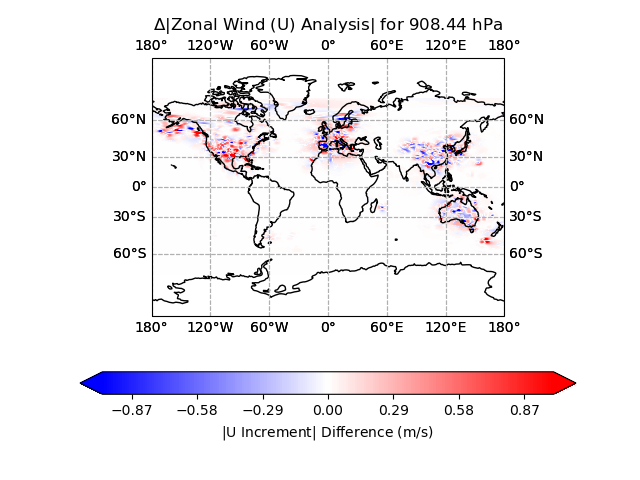 Δ|Zonal Wind (U) Analysis| for 908.44 hPa
180° 120°W 60°W 0° 60°E 120°E 180°
60°N 60°N
30°N 30°N
0° 0°
30°S 30°S
60°S 60°S
180° 120°W 60°W 0° 60°E 120°E 180°
−0.87 −0.58 −0.29 0.00 0.29 0.58 0.87
|U Increment| Difference (m/s)